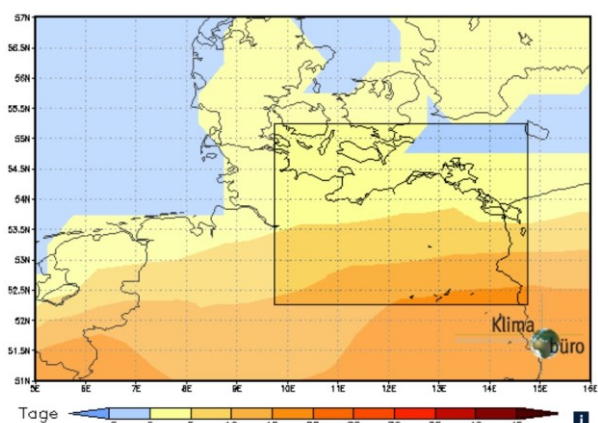 57N
56.5N
56N
55.5N
55N
54.5N
54N
53.5N
53N
52.5N
52N
51.5N
51N
5E 6E 7E 8E 9E 10E 11E 12E 13E 14E 15E 16E
Klima
büro
Tage
i